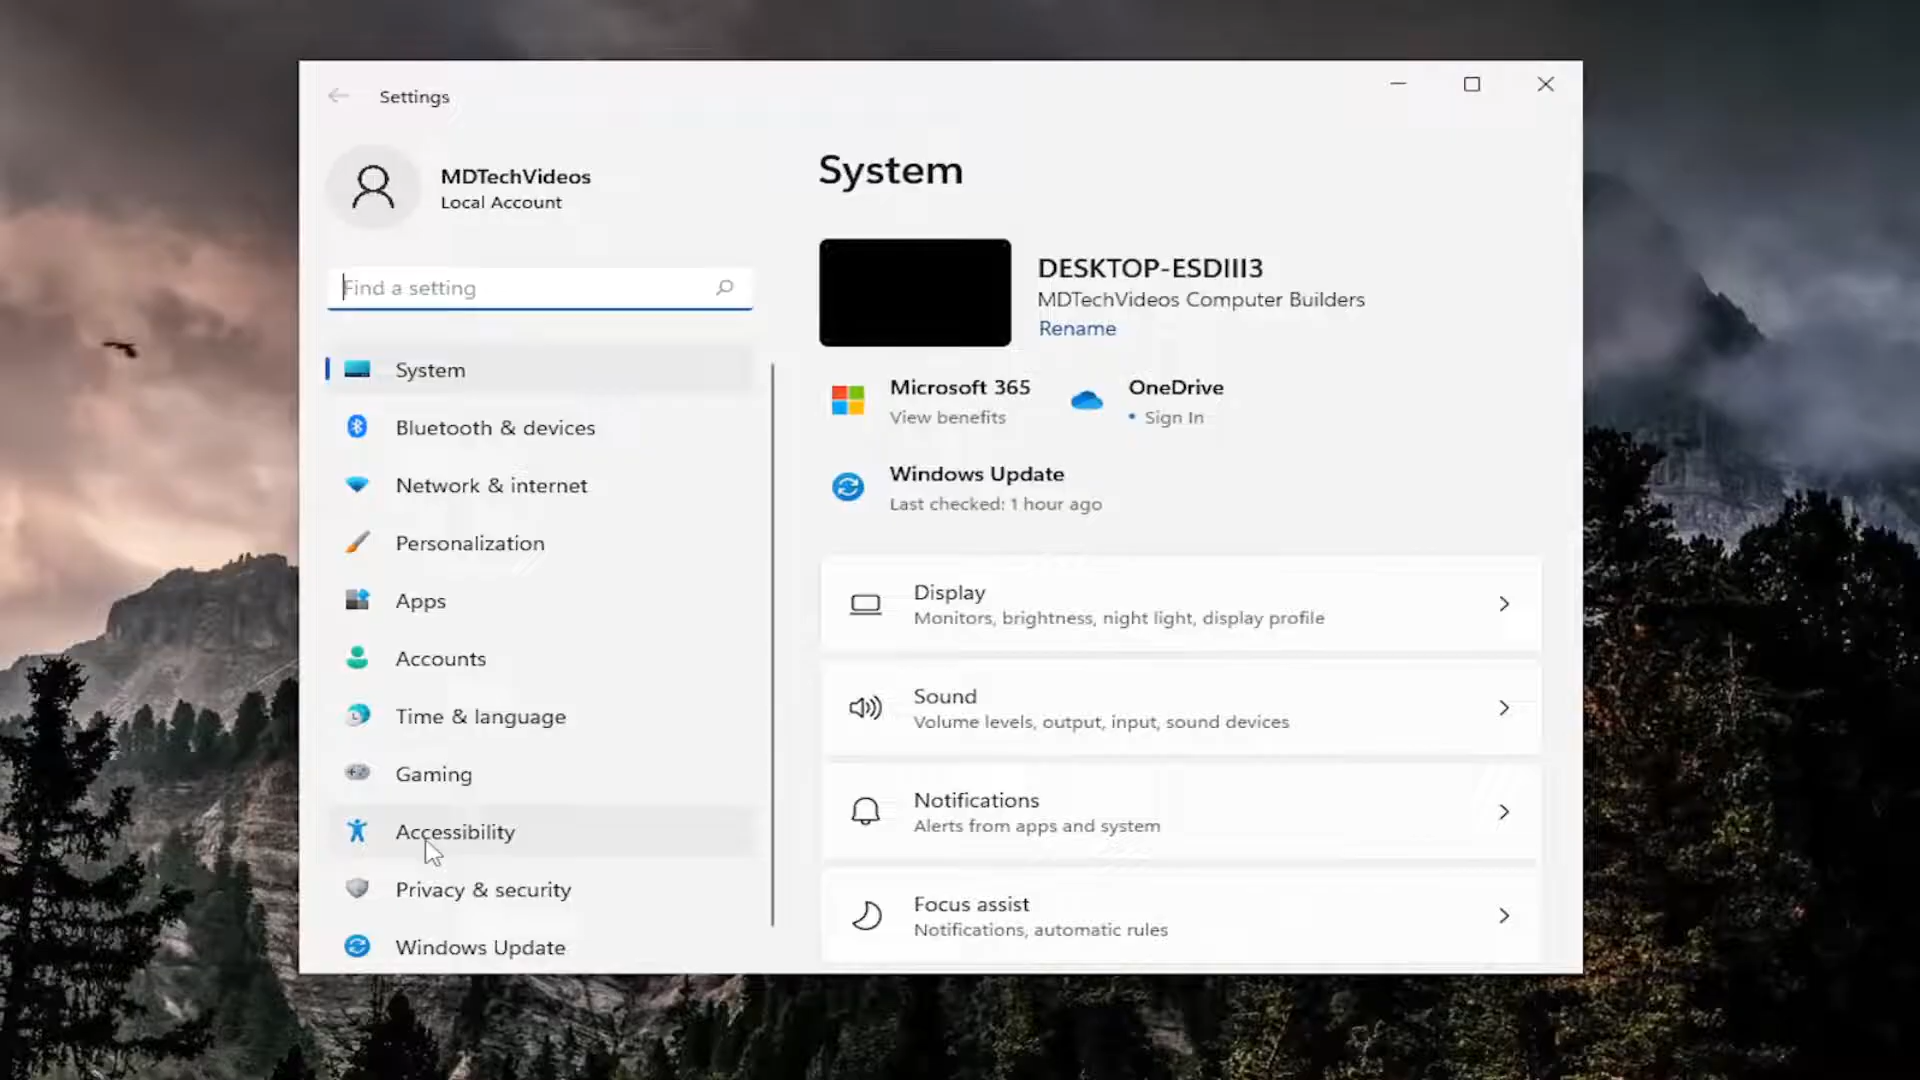 Settings
MDTechVideos
Local Account
Find a setting
System
Bluetooth & devices
Network & internet
Personalization
Apps
Accounts
Time & language
Gaming
Accessibility
Privacy & security
Windows Update
System
DESKTOP-ESDIII3
MDTechVideos Computer Builders
Rename
Microsoft 365
View benefits
OneDrive
• Sign In
Windows Update
Last checked: 1 hour ago
Display
Monitors, brightness, night light, display profile
Sound
Volume levels, output, input, sound devices
Notifications
Alerts from apps and system
Focus assist
Notifications, automatic rules